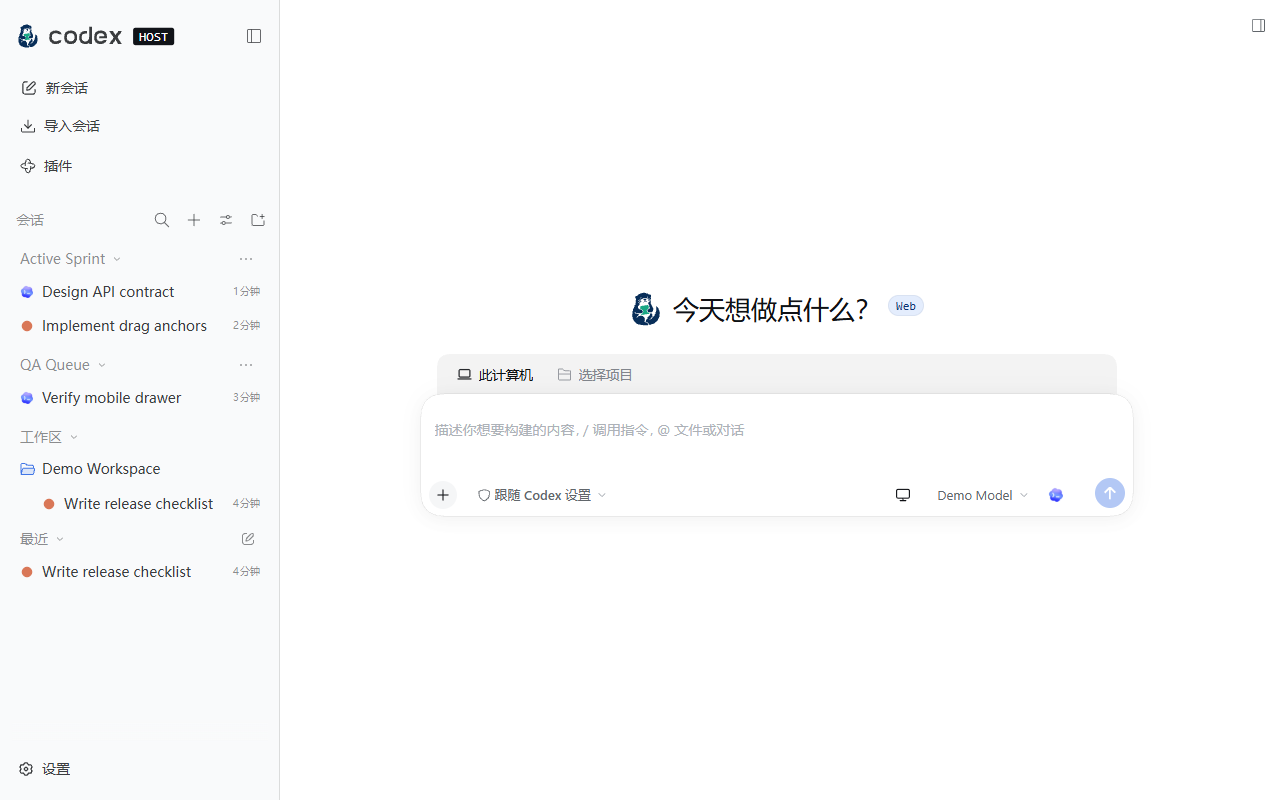 codex HOST
新会话
导入会话
插件
会话
Active Sprint
Design API contract 1分钟
Implement drag anchors 2分钟
QA Queue
Verify mobile drawer 3分钟
工作区
Demo Workspace
Write release checklist 4分钟
最近
Write release checklist 4分钟
设置
今天想做点什么? Web
此计算机 选择项目
描述你想要构建的内容, / 调用指令, @ 文件或对话
跟随 Codex 设置 Demo Model